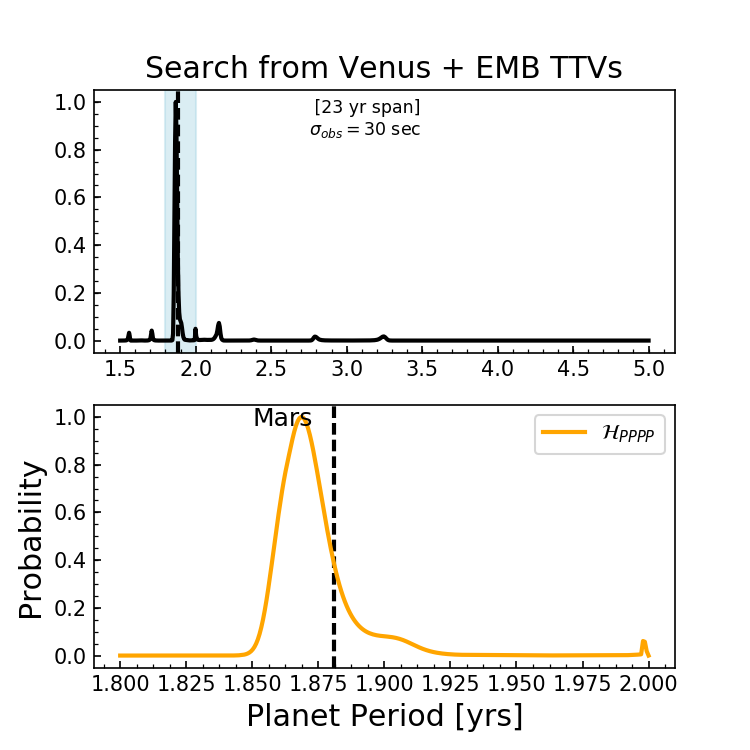 Search from Venus + EMB TTVs
[23 yr span]
σ_obs = 30 sec
1.0
0.8
0.6
0.4
0.2
0.0
1.5 2.0 2.5 3.0 3.5 4.0 4.5 5.0
Mars
ℋ_PPPP
Probability
1.0
0.8
0.6
0.4
0.2
0.0
1.800 1.825 1.850 1.875 1.900 1.925 1.950 1.975 2.000
Planet Period [yrs]